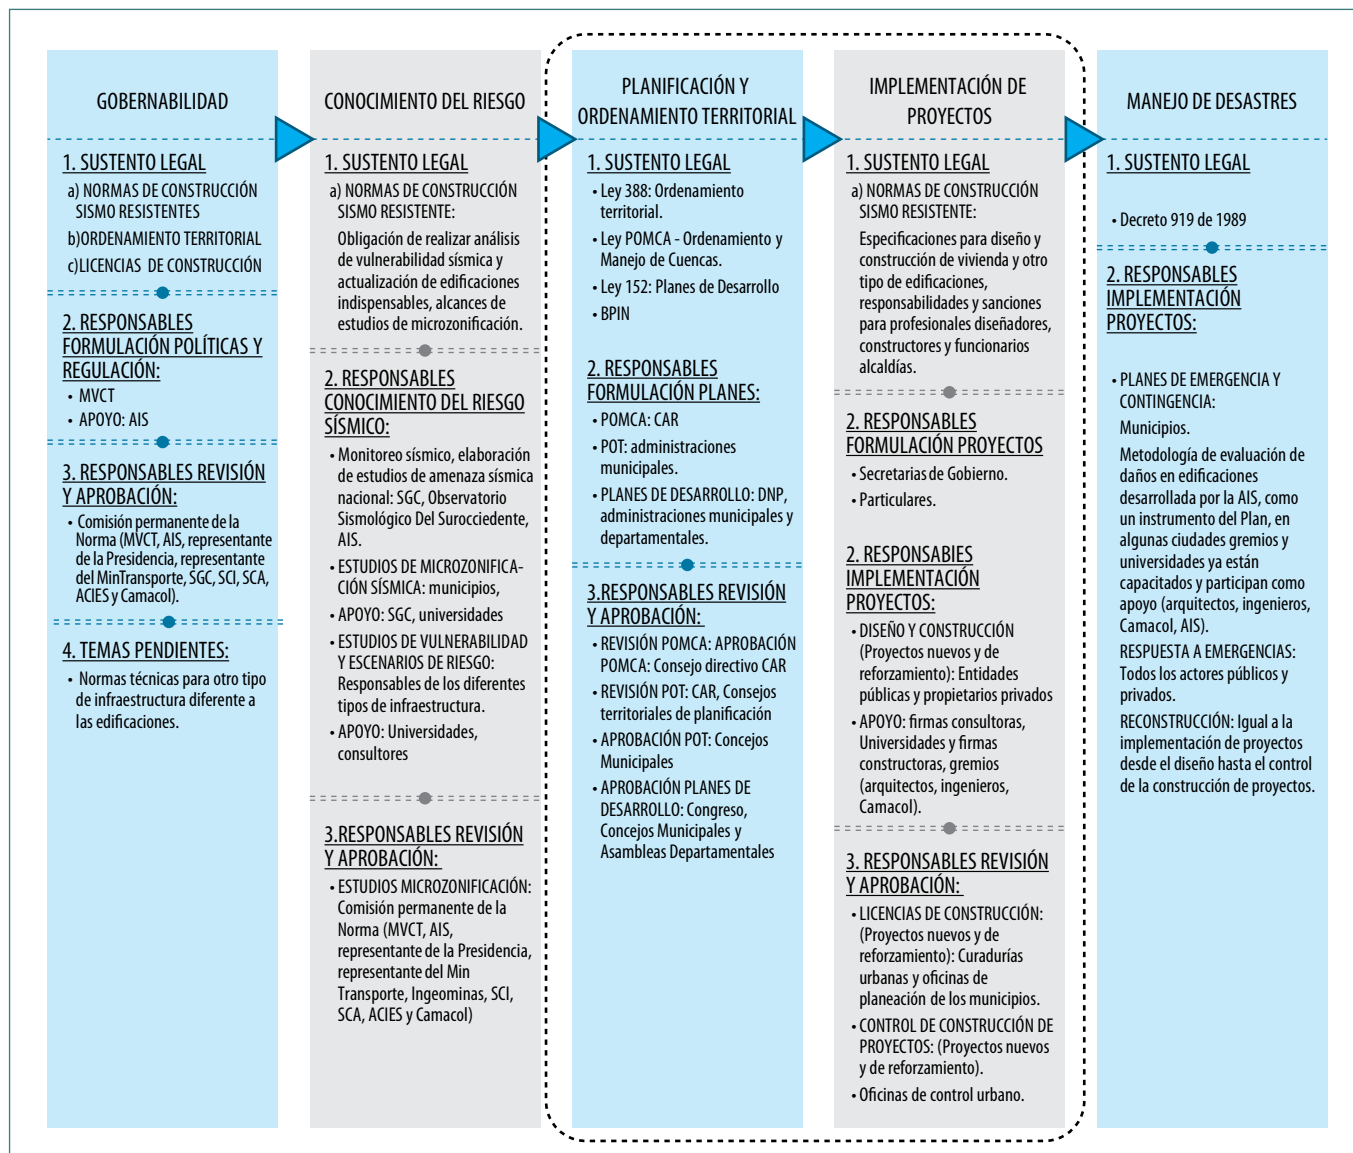 GOBERNABILIDAD
1. SUSTENTO LEGAL
a) NORMAS DE CONSTRUCCIÓN
SISMO RESISTENTES
b)ORDENAMIENTO TERRITORIAL
c)LICENCIAS DE CONSTRUCCIÓN
2. RESPONSABLES
FORMULACIÓN POLÍTICAS Y
REGULACIÓN:
• MVCT
• APOYO: AIS
3. RESPONSABLES REVISIÓN
Y APROBACIÓN:
• Comisión permanente de la
Norma (MVCT, AIS, representante
de la Presidencia, representante
del MinTransporte, SGC, SCI, SCA,
ACIES y Camacol).
4. TEMAS PENDIENTES:
• Normas técnicas para otro tipo
de infraestructura diferente a
las edificaciones.
CONOCIMIENTO DEL RIESGO
1. SUSTENTO LEGAL
a) NORMAS DE CONSTRUCCIÓN
SISMO RESISTENTE:
Obligación de realizar análisis
de vulnerabilidad sísmica y
actualización de edificaciones
indispensables, alcances de
estudios de microzonificación.
2. RESPONSABLES
CONOCIMIENTO DEL RIESGO
SÍSMICO:
• Monitoreo sísmico, elaboración
de estudios de amenaza sísmica
nacional: SGC, Observatorio
Sismológico Del Surocciedente,
AIS.
• ESTUDIOS DE MICROZONIFICA-
CIÓN SÍSMICA: municipios,
• APOYO: SGC, universidades
• ESTUDIOS DE VULNERABILIDAD
Y ESCENARIOS DE RIESGO:
Responsables de los diferentes
tipos de infraestructura.
• APOYO: Universidades,
consultores
3.RESPONSABLES REVISIÓN
Y APROBACIÓN:
• ESTUDIOS MICROZONIFICACIÓN:
Comisión permanente de la
Norma (MVCT, AIS,
representante de la Presidencia,
representante del Min
Transporte, Ingeominas, SCI,
SCA, ACIES y Camacol)
PLANIFICACIÓN Y
ORDENAMIENTO TERRITORIAL
1. SUSTENTO LEGAL
• Ley 388: Ordenamiento
territorial.
• Ley POMCA - Ordenamiento y
Manejo de Cuencas.
• Ley 152: Planes de Desarrollo
• BPIN
2. RESPONSABLES
FORMULACIÓN PLANES:
• POMCA: CAR
• POT: administraciones
municipales.
• PLANES DE DESARROLLO: DNP,
administraciones municipales y
departamentales.
3.RESPONSABLES REVISIÓN
Y APROBACIÓN:
• REVISIÓN POMCA: APROBACIÓN
POMCA: Consejo directivo CAR
• REVISIÓN POT: CAR, Consejos
territoriales de planificación
• APROBACIÓN POT: Concejos
Municipales
• APROBACIÓN PLANES DE
DESARROLLO: Congreso,
Concejos Municipales y
Asambleas Departamentales
IMPLEMENTACIÓN DE
PROYECTOS
1. SUSTENTO LEGAL
a) NORMAS DE CONSTRUCCIÓN
SISMO RESISTENTE:
Especificaciones para diseño y
construcción de vivienda y otro
tipo de edificaciones,
responsabilidades y sanciones
para profesionales diseñadores,
constructores y funcionarios
alcaldías.
2. RESPONSABLES
FORMULACIÓN PROYECTOS
• Secretarias de Gobierno.
• Particulares.
2. RESPONSABlES
IMPLEMENTACIÓN
PROYECTOS:
• DISEÑO Y CONSTRUCCIÓN
(Proyectos nuevos y de
reforzamiento): Entidades
públicas y propietarios privados
• APOYO: firmas consultoras,
Universidades y firmas
constructoras, gremios
(arquitectos, ingenieros,
Camacol).
3. RESPONSABLES REVISIÓN
Y APROBACIÓN:
• LICENCIAS DE CONSTRUCCIÓN:
(Proyectos nuevos y de
reforzamiento): Curadurías
urbanas y oficinas de
planeación de los municipios.
• CONTROL DE CONSTRUCCIÓN DE
PROYECTOS: (Proyectos nuevos
y de reforzamiento).
• Oficinas de control urbano.
MANEJO DE DESASTRES
1. SUSTENTO LEGAL
• Decreto 919 de 1989
2. RESPONSABLES
IMPLEMENTACIÓN
PROYECTOS:
• PLANES DE EMERGENCIA Y
CONTINGENCIA:
Municipios.
Metodología de evaluación de
daños en edificaciones
desarrollada por la AIS, como
un instrumento del Plan, en
algunas ciudades gremios y
universidades ya están
capacitados y participan como
apoyo (arquitectos, ingenieros,
Camacol, AIS).
RESPUESTA A EMERGENCIAS:
Todos los actores públicos y
privados.
RECONSTRUCCIÓN: Igual a la
implementación de proyectos
desde el diseño hasta el control
de la construcción de proyectos.